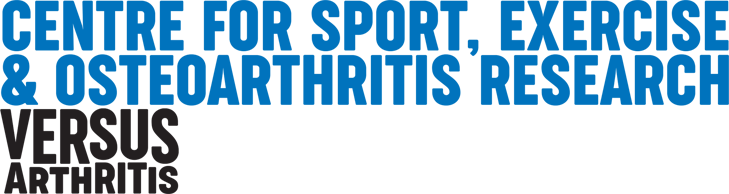 CENTRE FOR SPORT, EXERCISE
& OSTEOARTHRITIS RESEARCH
VERSUS
ARTHRITIS